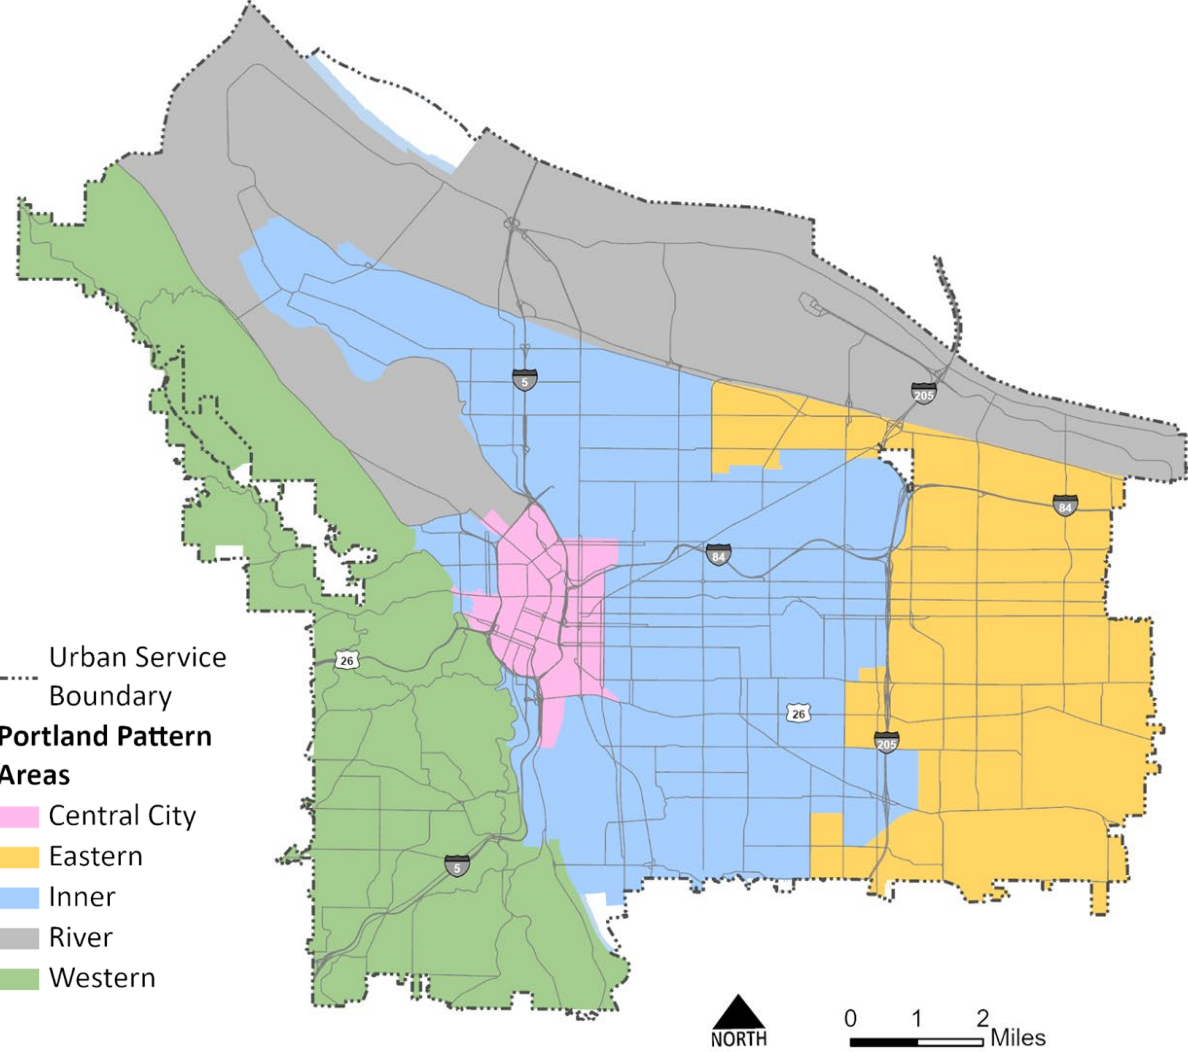 5
205
84
84
26
26
205
5
Urban Service
Boundary
Portland Pattern
Areas
Central City
Eastern
Inner
River
Western
NORTH
0 1 2
Miles